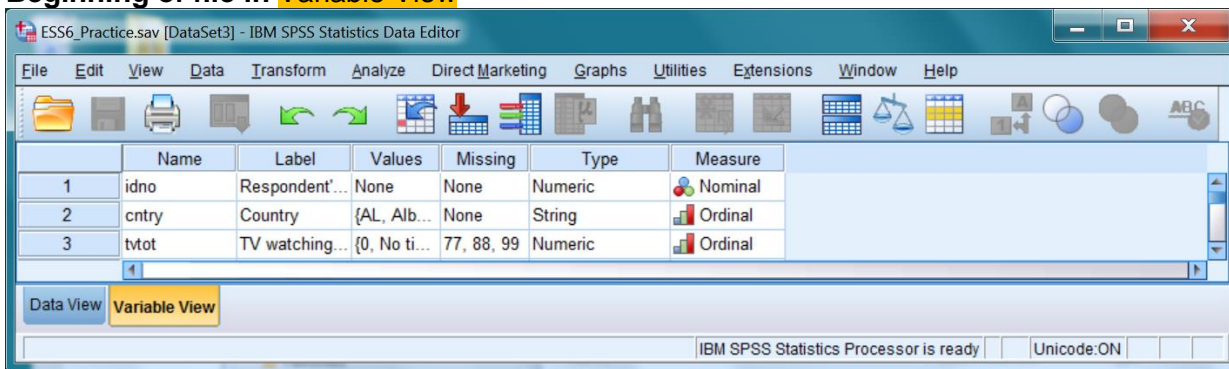 Beginning of file in Variable View
ESS6_Practice.sav [DataSet3] - IBM SPSS Statistics Data Editor
File Edit View Data Transform Analyze Direct Marketing Graphs Utilities Extensions Window Help
A
1
ABC
Name Label Values Missing Type Measure
1 idno Respondent'... None None Numeric Nominal
2 cntry Country {AL, Alb... None String Ordinal
3 tvtot TV watching... {0, No ti... 77, 88, 99 Numeric Ordinal
Data View Variable View
IBM SPSS Statistics Processor is ready Unicode:ON